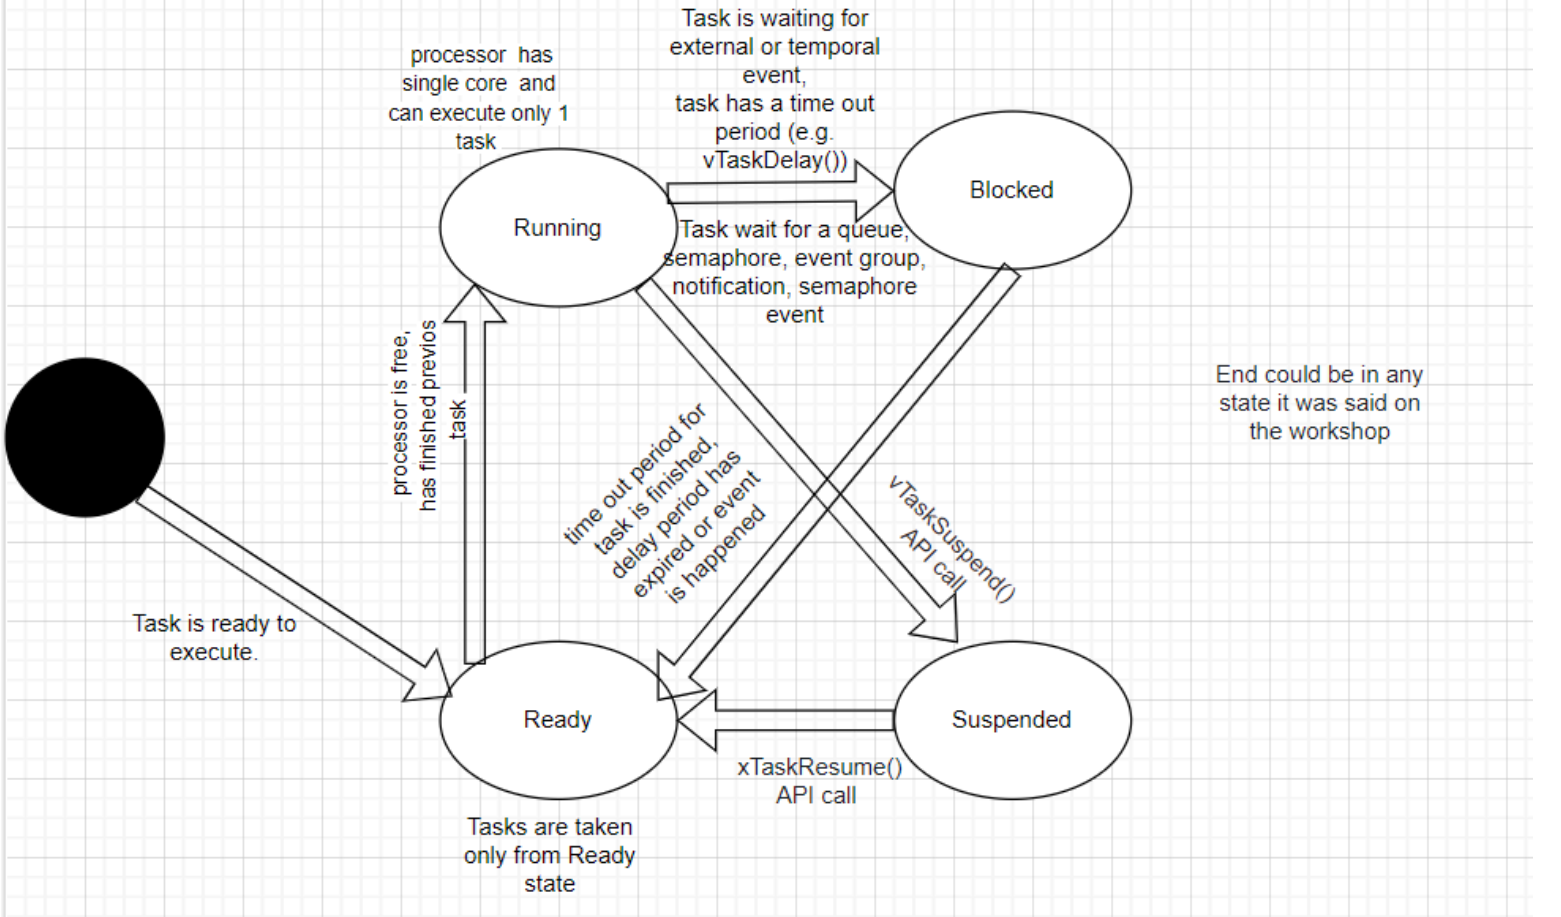 processor has
single core and
can execute only 1
task
Task is waiting for
external or temporal
event,
task has a time out
period (e.g.
vTaskDelay())
Running
Blocked
Task wait for a queue,
semaphore, event group,
notification, semaphore
event
processor is free,
has finished previos
task
End could be in any
state it was said on
the workshop
time out period for
task is finished,
delay period has
expired or event
is happened
vTaskSuspend()
API call
Task is ready to
execute.
Ready
Suspended
xTaskResume()
API call
Tasks are taken
only from Ready
state